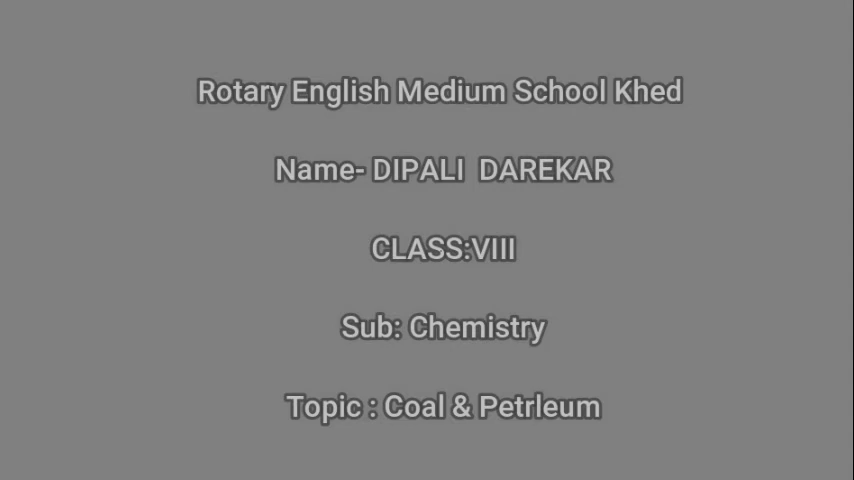 Rotary English Medium School Khed
Name- DIPALI DAREKAR
CLASS:VIII
Sub: Chemistry
Topic : Coal & Petrleum